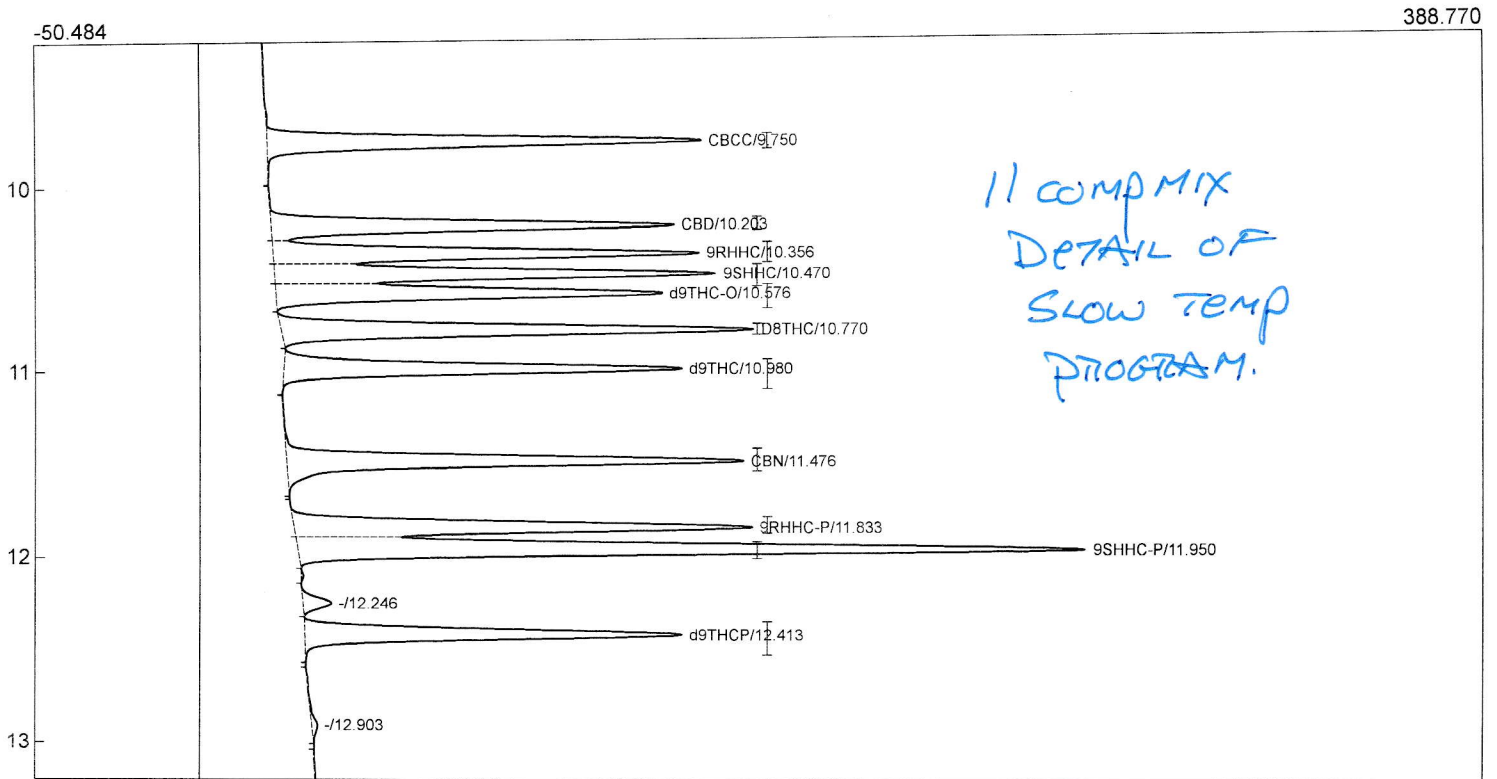 -50.484 388.770
CBCC/9.750
10
CBD/10.203
9RHHC/10.356
9SHHC/10.470
d9THC-O/10.576
D8THC/10.770
11
d9THC/10.980
CBN/11.476
9RHHC-P/11.833
12
9SHHC-P/11.950
-/12.246
d9THCP/12.413
-/12.903
13
11 COMP MIX
DETAIL OF
SLOW TEMP
PROGRAM.